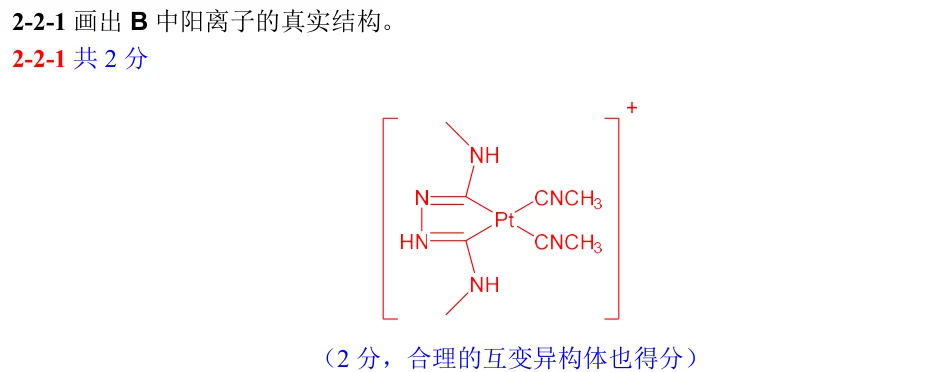 2-2-1 画出 B 中阳离子的真实结构。
2-2-1 共 2 分
+
NH
N
CNCH3
Pt
HN
CNCH3
NH
（2 分，合理的互变异构体也得分）